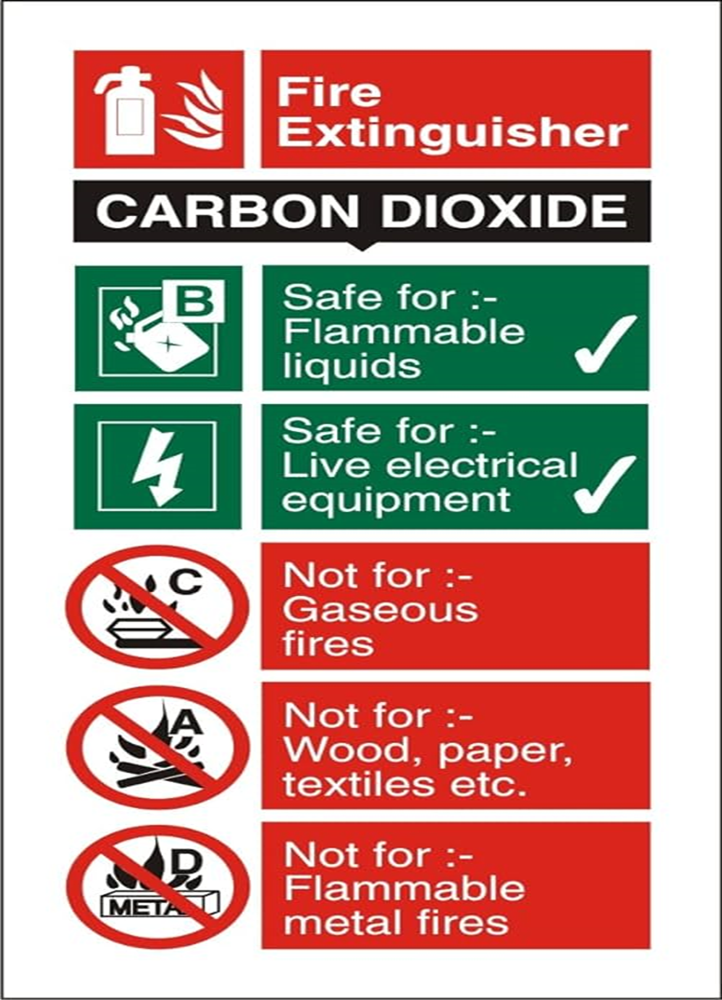 Fire
Extinguisher
CARBON DIOXIDE
B
Safe for :-
Flammable
liquids
Safe for :-
Live electrical
equipment
C
Not for :-
Gaseous
fires
A
Not for :-
Wood, paper,
textiles etc.
D
METAL
Not for :-
Flammable
metal fires